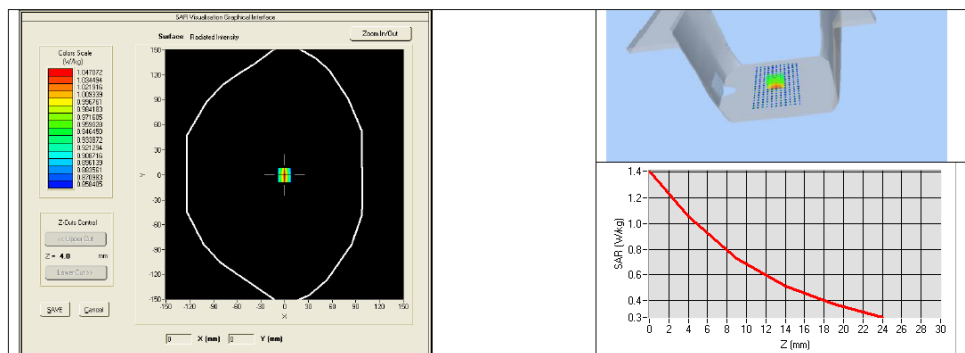 SAR Visualisation Graphical Interface
Surface Radiated Intensity
Zoom In/Out
Colors Scale
(W/kg)
1.047072
1.034494
1.021916
1.009339
0.996761
0.984183
0.971605
0.959028
0.946450
0.933872
0.921294
0.908716
0.896139
0.883561
0.870983
0.858405
Z-Cuts Control
<< Upper Cut
Z = 4.0 mm
SAVE
Cancel
150
120
90
60
30
0
-30
-60
-90
-120
-150
Y
-150 -120 -90 -60 -30 0 30 60 90 120 150
X
0 X (mm) 0 Y (mm)
1.4
1.2
1.0
0.8
0.6
0.4
0.3
SAR (W/kg)
0 2 4 6 8 10 12 14 16 18 20 22 24 26 28 30
Z (mm)